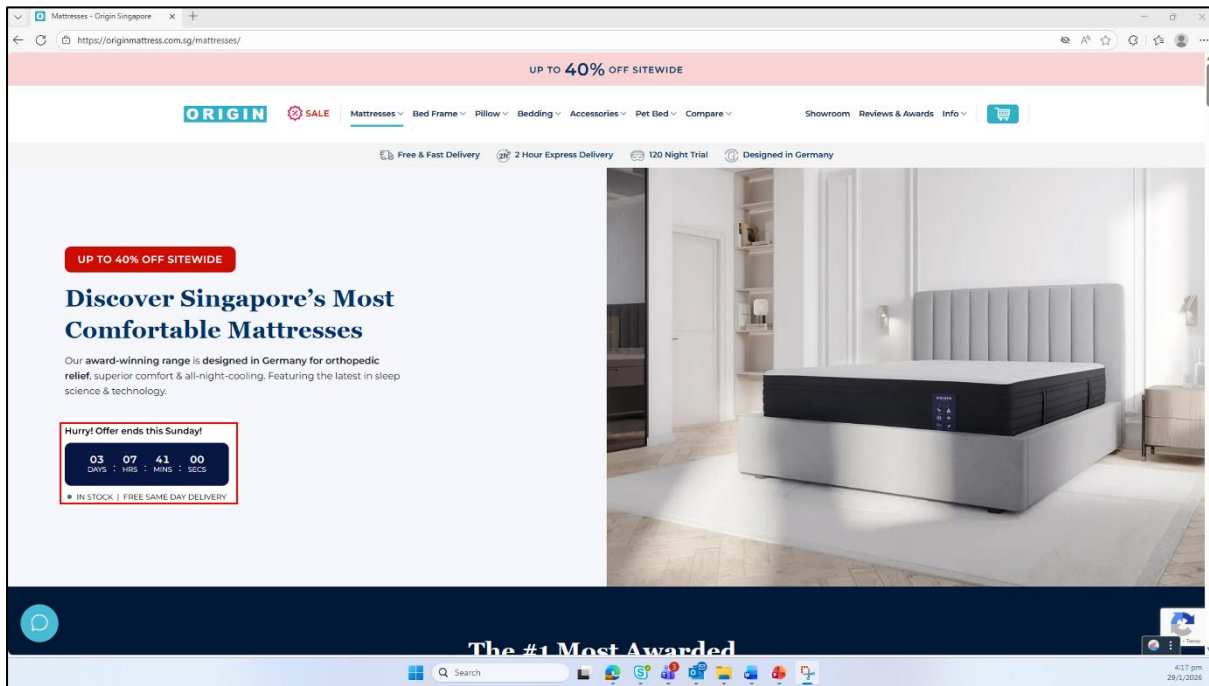 Mattresses - Origin Singapore
https://originmattress.com.sg/mattresses/
UP TO 40% OFF SITEWIDE
ORIGIN
SALE
Mattresses
Bed Frame
Pillow
Bedding
Accessories
Pet Bed
Compare
Showroom
Reviews & Awards
Info
Free & Fast Delivery
2H
2 Hour Express Delivery
120 Night Trial
Designed in Germany
UP TO 40% OFF SITEWIDE
Discover Singapore's Most
Comfortable Mattresses
Our award-winning range is designed in Germany for orthopedic
relief, superior comfort & all-night-cooling. Featuring the latest in sleep
science & technology.
Hurry! Offer ends this Sunday!
03 07 41 00
DAYS : HRS : MINS : SECS
IN STOCK | FREE SAME DAY DELIVERY
ORIGIN
The #1 Most Awarded
Search
4:17 pm
29/1/2026